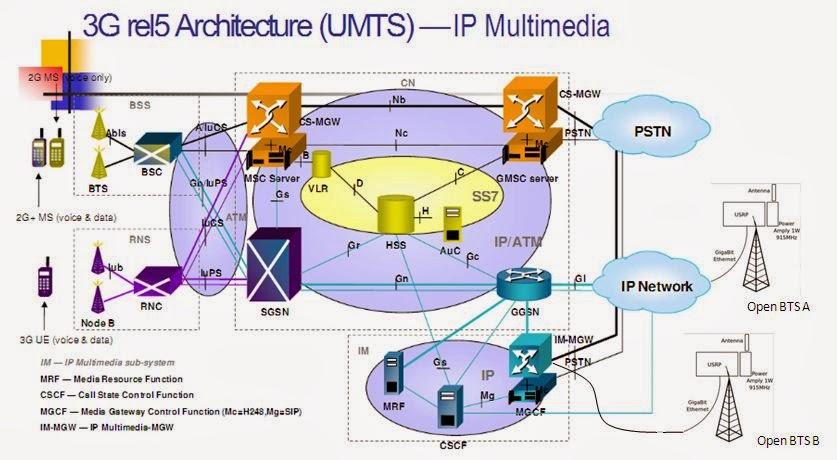 3G rel5 Architecture (UMTS) — IP Multimedia
2G MS (voice only)
CN
BSS
CS-MGW
CS-MGW
Nb
Abis
A/IuCS
Nc
PSTN
PSTN
BSC
BTS
Mc
Mc
B
MSC Server
GMSC server
Gb/IuPS
Gs
VLR
D
C
SS7
2G+ MS (voice & data)
ATM
IuCS
H
HSS
AuC
IP/ATM
RNS
Gr
Gc
Iub
IuPS
Gn
Gi
IP Network
RNC
SGSN
GGSN
Node B
3G UE (voice & data)
Antenna
USRP
Power
Amply 1W
915MHz
GigaBit
Ethernet
Open BTS A
IM-MGW
IM
IP
PSTN
Gs
Mc
MRF
Mg
MGCF
CSCF
IM — IP Multimedia sub-system
MRF — Media Resource Function
CSCF — Call State Control Function
MGCF — Media Gateway Control Function (Mc=H248,Mg=SIP)
IM-MGW — IP Multimedia-MGW
Antenna
USRP
Power
Amply 1W
915MHz
GigaBit
Ethernet
Open BTS B